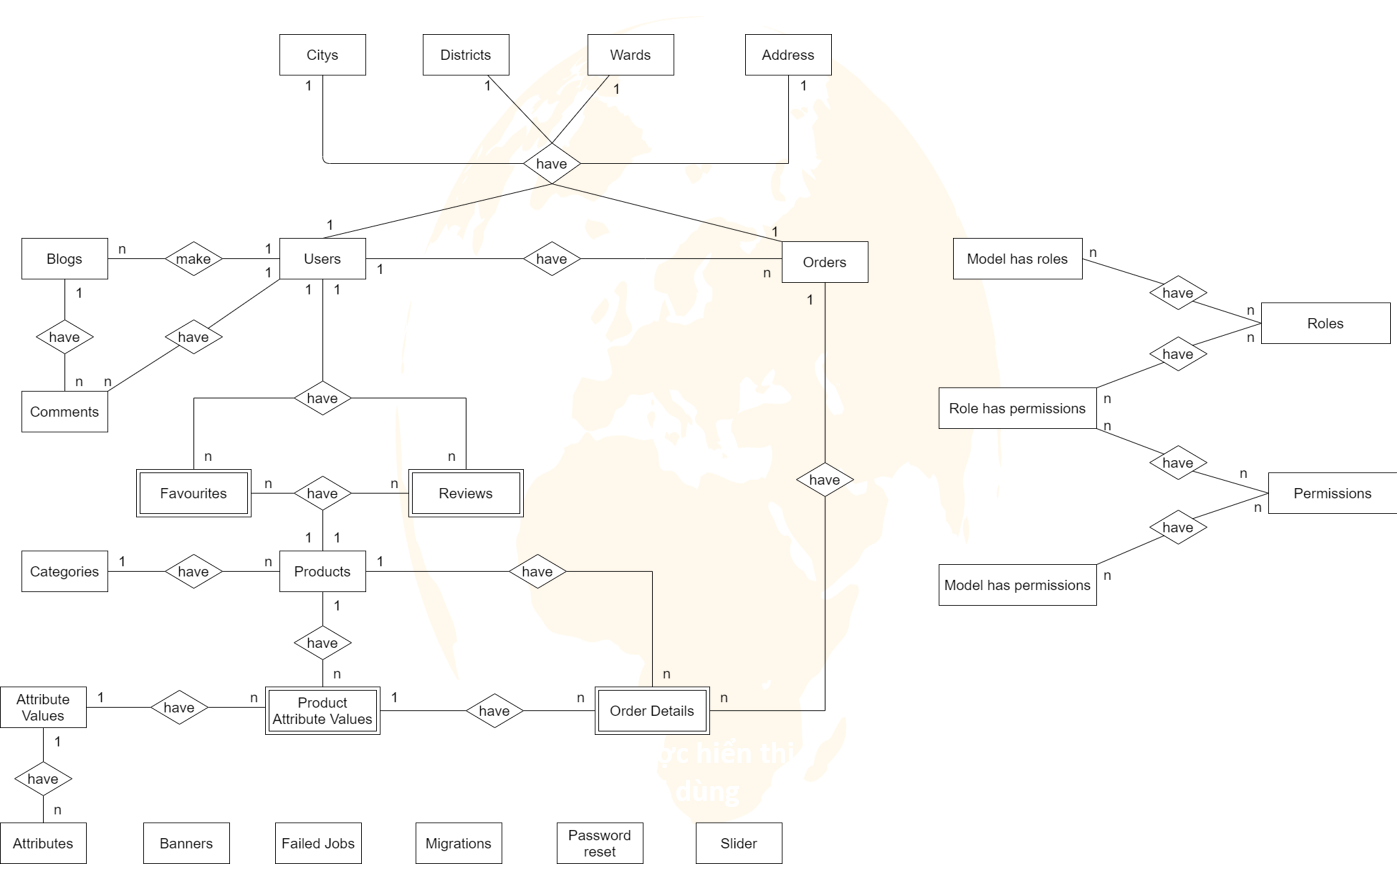 Citys
Districts
Wards
Address
1
1
1
1
have
1
1
Blogs
n
make
1
Users
1
have
n
Orders
1
1
1
1
1
have
have
n
n
Comments
have
n
n
Favourites
n
have
n
Reviews
have
1
1
Categories
1
have
n
Products
1
have
1
have
n
n
n
Attribute
Values
1
have
n
Product
Attribute Values
1
have
n
Order Details
1
have
n
Attributes
Banners
Failed Jobs
Migrations
Password
reset
Slider
Model has roles
n
have
n
Roles
n
have
Role has permissions
n
n
have
n
Permissions
n
have
Model has permissions
n
hiển thị
dùng